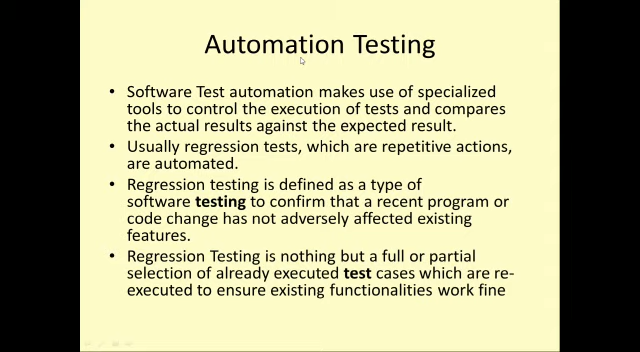 Automation Testing
• Software Test automation makes use of specialized
tools to control the execution of tests and compares
the actual results against the expected result.
• Usually regression tests, which are repetitive actions,
are automated.
• Regression testing is defined as a type of
software testing to confirm that a recent program or
code change has not adversely affected existing
features.
• Regression Testing is nothing but a full or partial
selection of already executed test cases which are re-
executed to ensure existing functionalities work fine